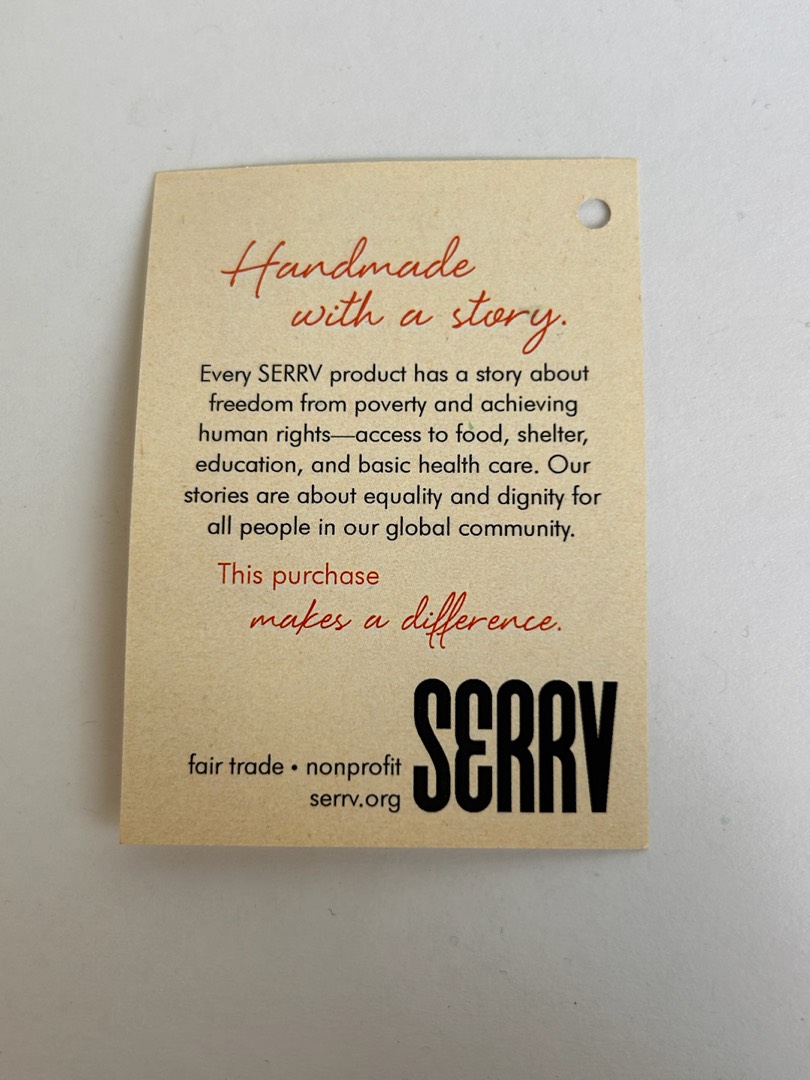 Handmade
with a story.
Every SERRV product has a story about
freedom from poverty and achieving
human rights—access to food, shelter,
education, and basic health care. Our
stories are about equality and dignity for
all people in our global community.
This purchase
makes a difference.
fair trade • nonprofit
serrv.org
SERRV